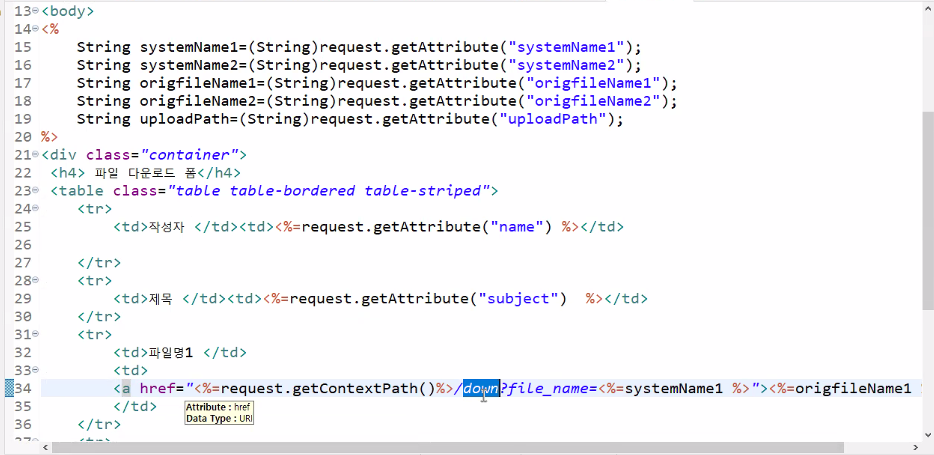 13 <body>
14 <%
15 String systemName1=(String)request.getAttribute("systemName1");
16 String systemName2=(String)request.getAttribute("systemName2");
17 String origfileName1=(String)request.getAttribute("origfileName1");
18 String origfileName2=(String)request.getAttribute("origfileName2");
19 String uploadPath=(String)request.getAttribute("uploadPath");
20 %>
21 <div class="container">
22 <h4> 파일 다운로드 폼</h4>
23 <table class="table table-bordered table-striped">
24 <tr>
25 <td>작성자 </td><td><%=request.getAttribute("name") %></td>
26
27 </tr>
28 <tr>
29 <td>제목 </td><td><%=request.getAttribute("subject")  %></td>
30 </tr>
31 <tr>
32 <td>파일명1 </td>
33 <td>
34 <a href="<%=request.getContextPath()%>/down?file_name=<%=systemName1 %>"><%=origfileName1
35 </td>
Attribute : href
Data Type : URI
36 </tr>